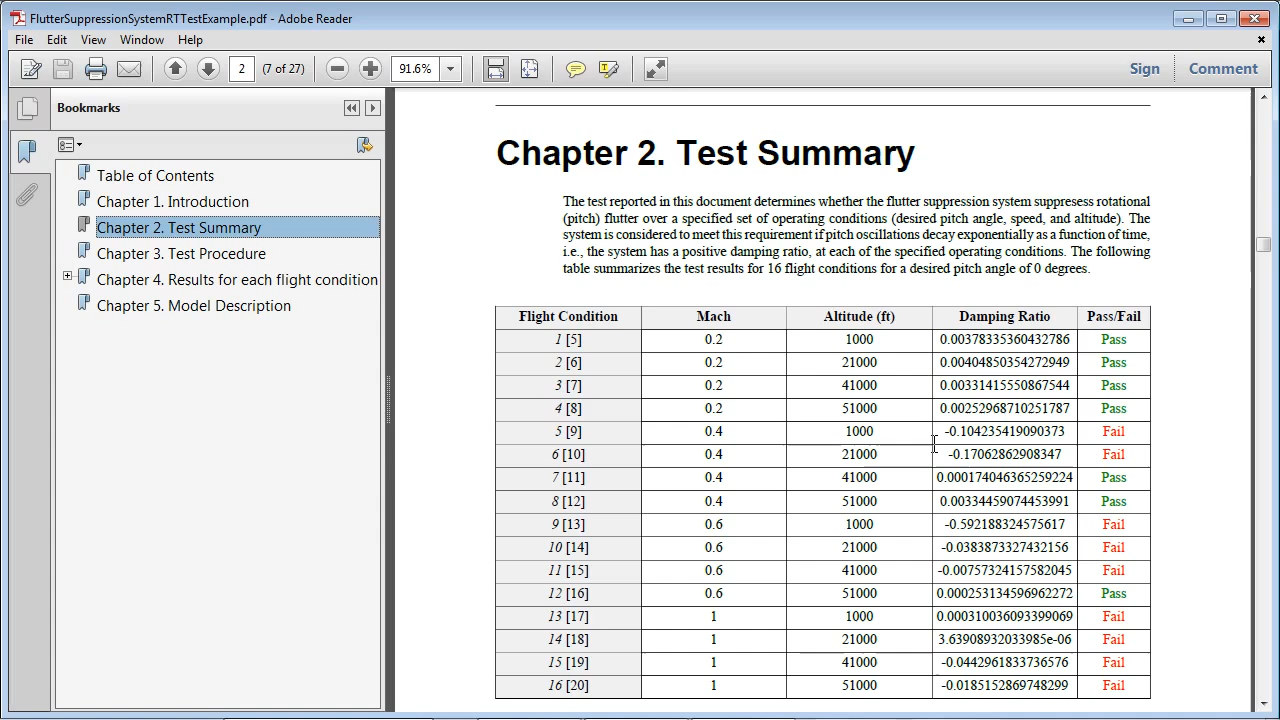 FlutterSuppressionSystemRTTestExample.pdf - Adobe Reader
File Edit View Window Help
2 (7 of 27) 91.6% Sign Comment
Bookmarks
Table of Contents
Chapter 1. Introduction
Chapter 2. Test Summary
Chapter 3. Test Procedure
Chapter 4. Results for each flight condition
Chapter 5. Model Description
Chapter 2. Test Summary
The test reported in this document determines whether the flutter suppression system suppresess rotational
(pitch) flutter over a specified set of operating conditions (desired pitch angle, speed, and altitude). The
system is considered to meet this requirement if pitch oscillations decay exponentially as a function of time,
i.e., the system has a positive damping ratio, at each of the specified operating conditions. The following
table summarizes the test results for 16 flight conditions for a desired pitch angle of 0 degrees.
Flight Condition Mach Altitude (ft) Damping Ratio Pass/Fail
1 [5] 0.2 1000 0.00378335360432786 Pass
2 [6] 0.2 21000 0.00404850354272949 Pass
3 [7] 0.2 41000 0.00331415550867544 Pass
4 [8] 0.2 51000 0.00252968710251787 Pass
5 [9] 0.4 1000 -0.104235419090373 Fail
6 [10] 0.4 21000 -0.17062862908347 Fail
7 [11] 0.4 41000 0.000174046365259224 Pass
8 [12] 0.4 51000 0.00334459074453991 Pass
9 [13] 0.6 1000 -0.592188324575617 Fail
10 [14] 0.6 21000 -0.0383873327432156 Fail
11 [15] 0.6 41000 -0.00757324157582045 Fail
12 [16] 0.6 51000 0.000253134596962272 Pass
13 [17] 1 1000 0.000310036093399069 Fail
14 [18] 1 21000 3.63908932033985e-06 Fail
15 [19] 1 41000 -0.0442961833736576 Fail
16 [20] 1 51000 -0.0185152869748299 Fail